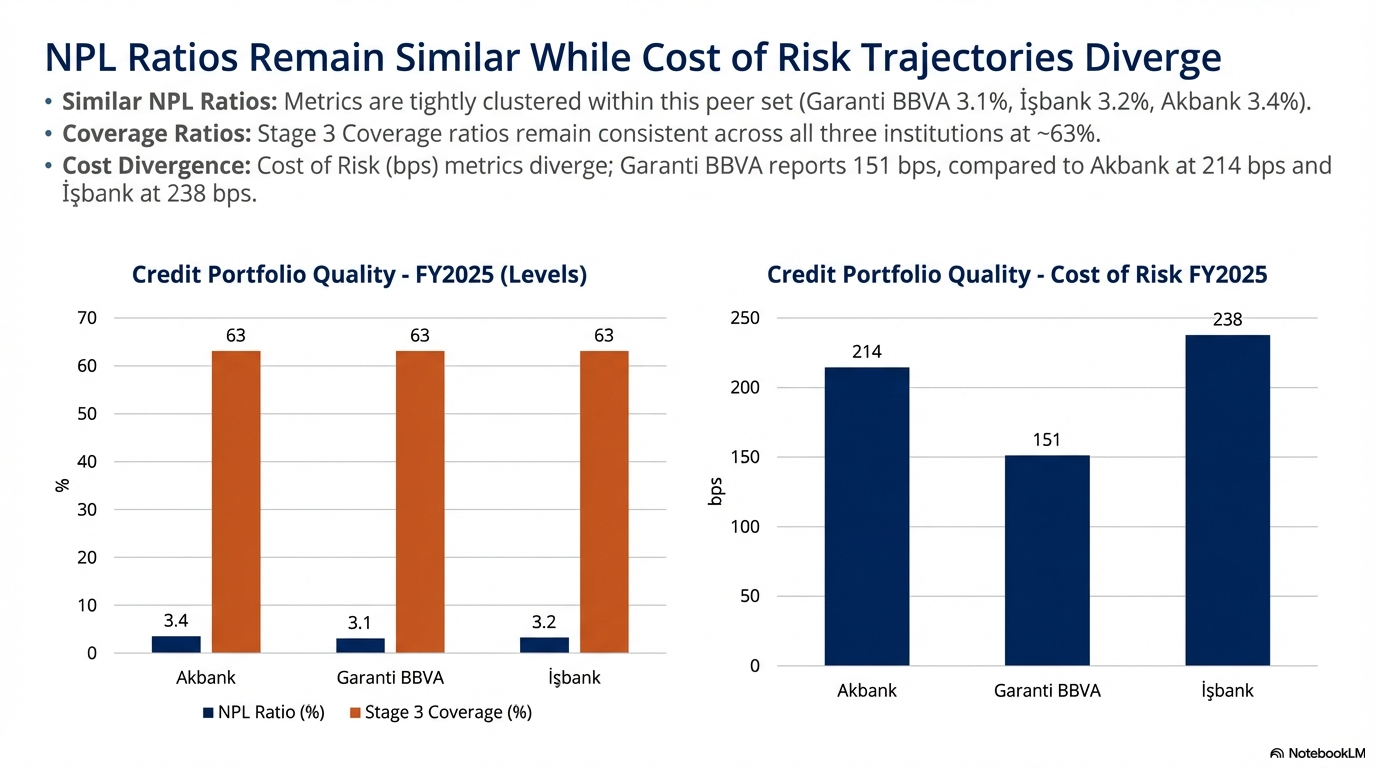 NPL Ratios Remain Similar While Cost of Risk Trajectories Diverge
• Similar NPL Ratios: Metrics are tightly clustered within this peer set (Garanti BBVA 3.1%, İşbank 3.2%, Akbank 3.4%).
• Coverage Ratios: Stage 3 Coverage ratios remain consistent across all three institutions at ~63%.
• Cost Divergence: Cost of Risk (bps) metrics diverge; Garanti BBVA reports 151 bps, compared to Akbank at 214 bps and
İşbank at 238 bps.
Credit Portfolio Quality - FY2025 (Levels)
%
70
60
50
40
30
20
10
0
3.4
63
3.1
63
3.2
63
Akbank
Garanti BBVA
İşbank
NPL Ratio (%)
Stage 3 Coverage (%)
Credit Portfolio Quality - Cost of Risk FY2025
bps
250
200
150
100
50
0
214
151
238
Akbank
Garanti BBVA
İşbank
NotebookLM